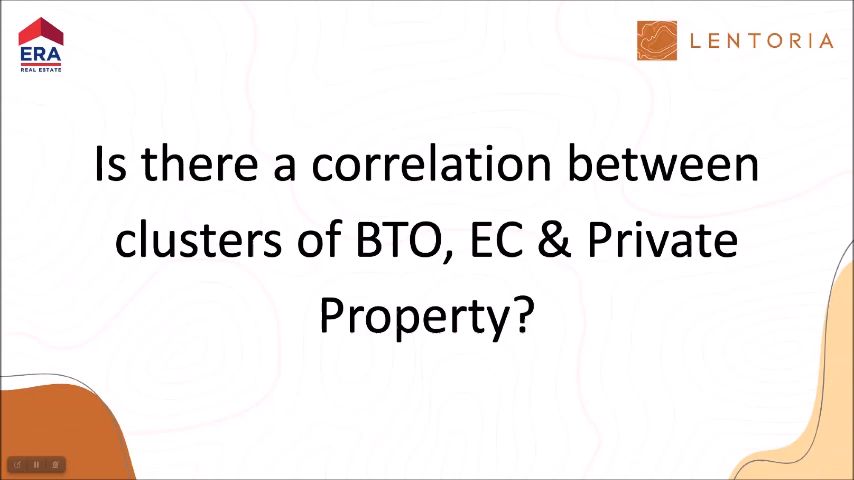 ERA
REAL ESTATE
LENTORIA
Is there a correlation between
clusters of BTO, EC & Private
Property?